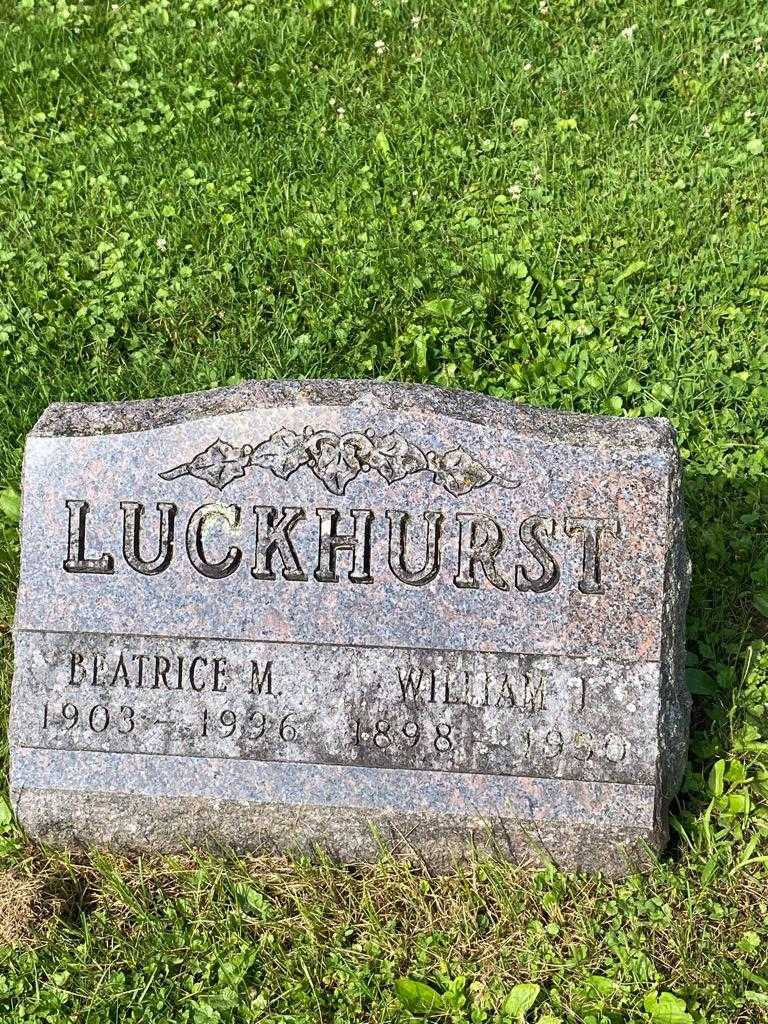 LUCKHURST
BEATRICE M. WILLIAM J
1903 – 1996 1898 – 1950